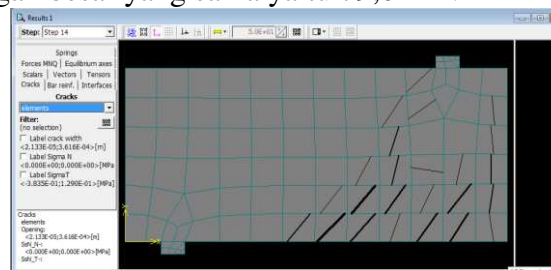 Results 1
Step: Step 14
5.0E+01
Springs
Forces MNQ Equilibrium axes
Scalars Vectors Tensors
Cracks Bar reinf. Interfaces
Cracks
elements
Filter:
(no selection)
Label crack width
<2.133E-05;3.616E-04>[m]
Label Sigma N
<0.000E+00;0.000E+00>[MPa
Label SigmaT
<-3.835E-01;1.290E-01>[MPa]
Cracks
elements
Opening:
<2.133E-05;3.616E-04>[m]
<0.000E+00;0.000E+00>[MPa
Y
X